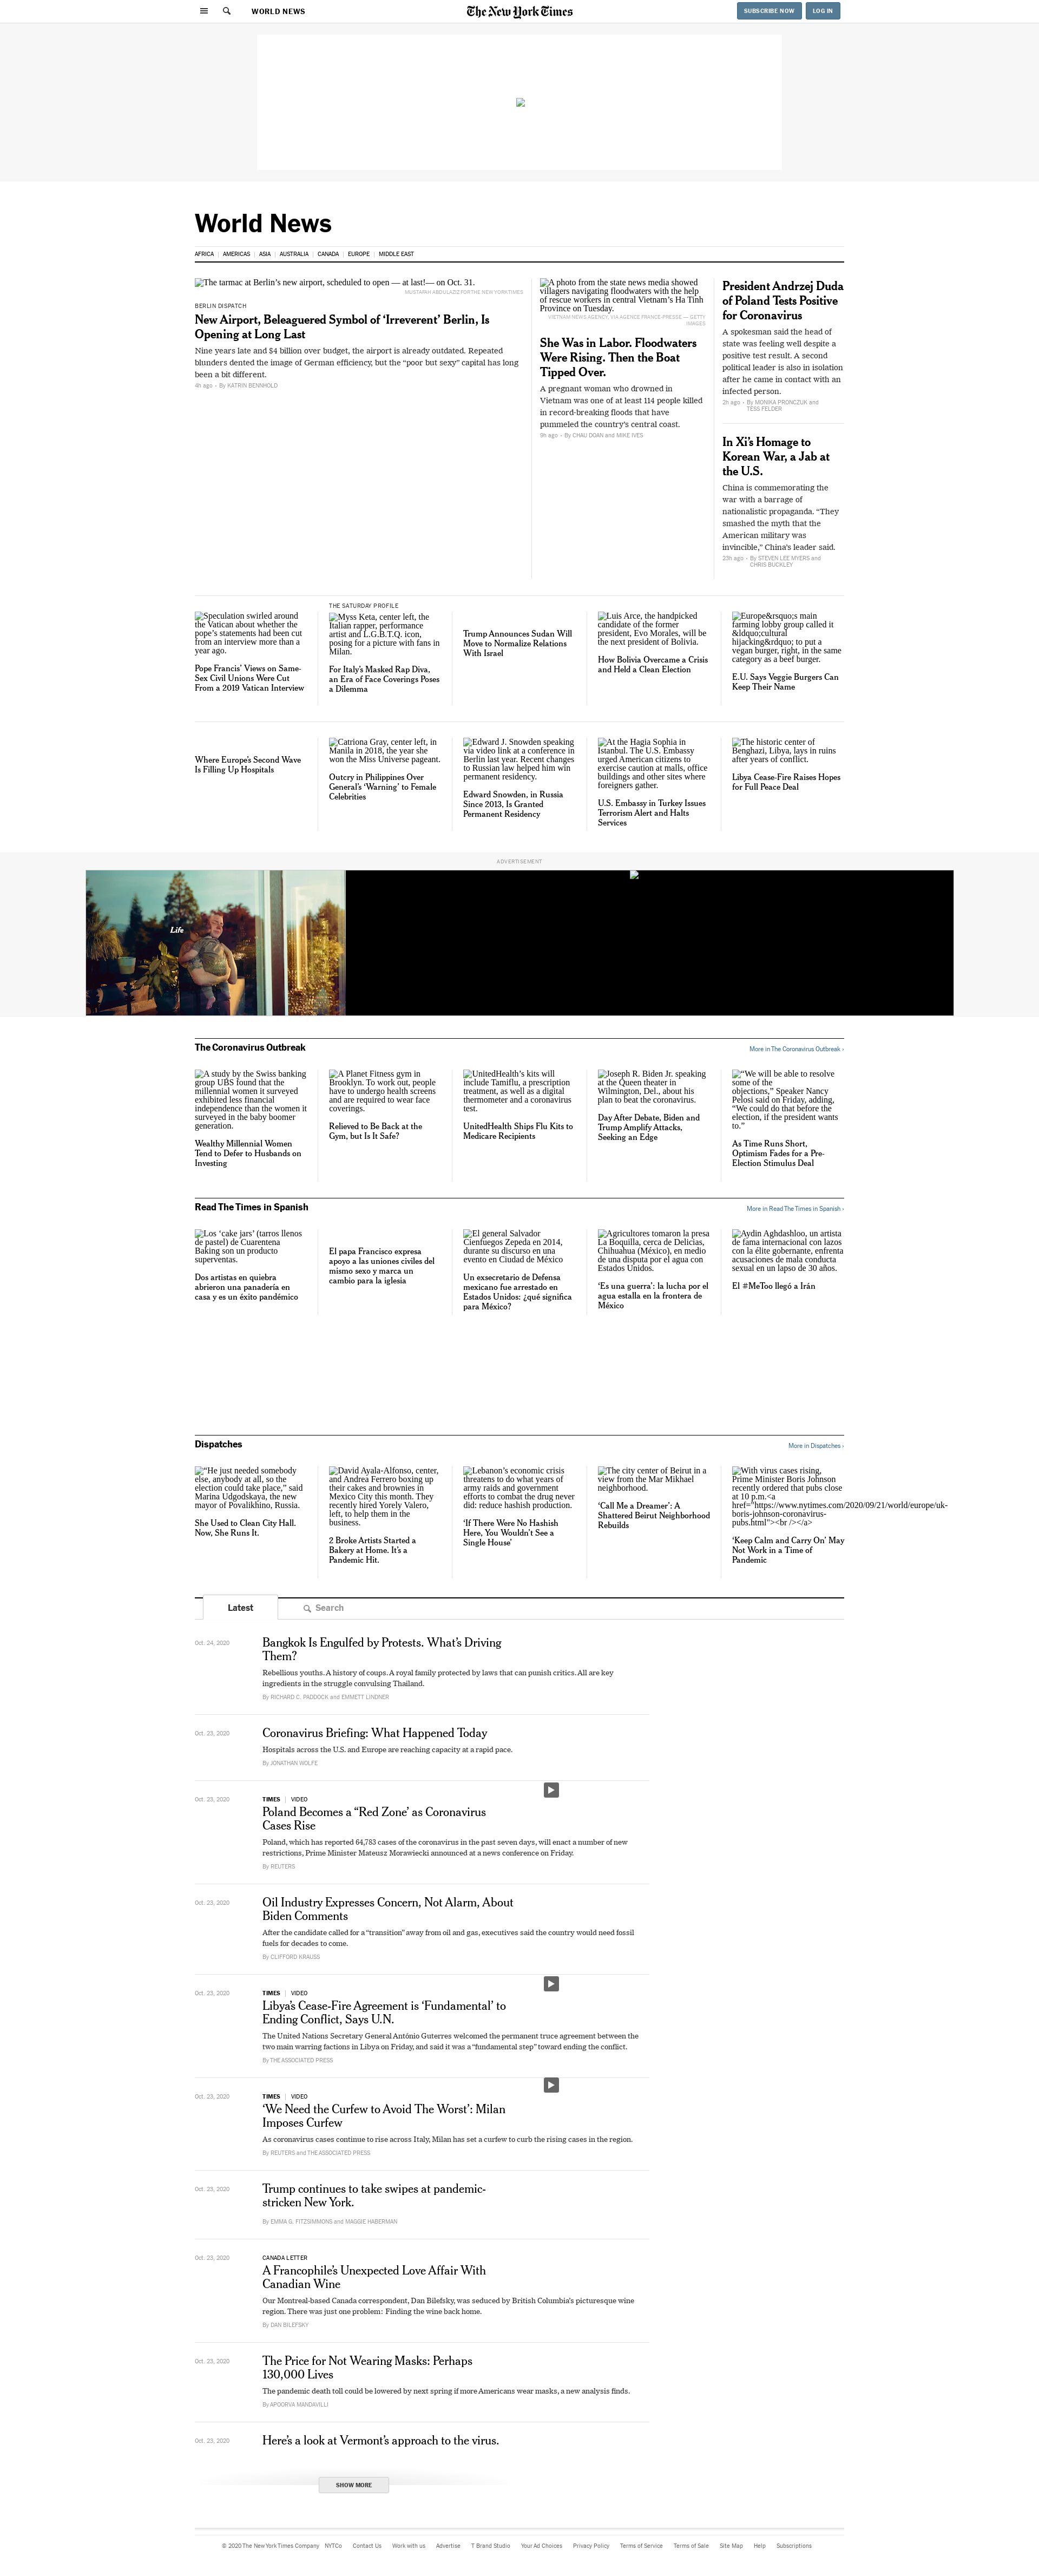 WORLD NEWS
The New York Times
SUBSCRIBE NOW
LOG IN
World News
AFRICA
AMERICAS
ASIA
AUSTRALIA
CANADA
EUROPE
MIDDLE EAST
The tarmac at Berlin's new airport, scheduled to open — at last!— on Oct. 31.
MUSTAFAH ABDULAZIZ FOR THE NEW YORK TIMES
BERLIN DISPATCH
New Airport, Beleaguered Symbol of ‘Irreverent’ Berlin, Is
Opening at Long Last
Nine years late and $4 billion over budget, the airport is already outdated. Repeated
blunders dented the image of German efficiency, but the “poor but sexy” capital has long
been a bit different.
4h ago
By KATRIN BENNHOLD
A photo from the state news media showed
villagers navigating floodwaters with the help
of rescue workers in central Vietnam’s Ha Tinh
Province on Tuesday.
VIETNAM NEWS AGENCY, VIA AGENCE FRANCE-PRESSE — GETTY
IMAGES
She Was in Labor. Floodwaters
Were Rising. Then the Boat
Tipped Over.
A pregnant woman who drowned in
Vietnam was one of at least 114 people killed
in record-breaking floods that have
pummeled the country’s central coast.
9h ago
By CHAU DOAN and MIKE IVES
President Andrzej Duda
of Poland Tests Positive
for Coronavirus
A spokesman said the head of
state was feeling well despite a
positive test result. A second
political leader is also in isolation
after he came in contact with an
infected person.
2h ago
By MONIKA PRONCZUK and
TESS FELDER
In Xi’s Homage to
Korean War, a Jab at
the U.S.
China is commemorating the
war with a barrage of
nationalistic propaganda. “They
smashed the myth that the
American military was
invincible,” China’s leader said.
23h ago
By STEVEN LEE MYERS and
CHRIS BUCKLEY
Speculation swirled around
the Vatican about whether the
pope’s statements had been cut
from an interview more than a
year ago.
Pope Francis’ Views on Same-
Sex Civil Unions Were Cut
From a 2019 Vatican Interview
THE SATURDAY PROFILE
Myss Keta, center left, the
Italian rapper, performance
artist and L.G.B.T.Q. icon,
posing for a picture with fans in
Milan.
For Italy’s Masked Rap Diva,
an Era of Face Coverings Poses
a Dilemma
Trump Announces Sudan Will
Move to Normalize Relations
With Israel
Luis Arce, the handpicked
candidate of the former
president, Evo Morales, will be
the next president of Bolivia.
How Bolivia Overcame a Crisis
and Held a Clean Election
Europe&rsquo;s main
farming lobby group called it
&ldquo;cultural
hijacking&rdquo; to put a
vegan burger, right, in the same
category as a beef burger.
E.U. Says Veggie Burgers Can
Keep Their Name
Where Europe’s Second Wave
Is Filling Up Hospitals
Catriona Gray, center left, in
Manila in 2018, the year she
won the Miss Universe pageant.
Outcry in Philippines Over
General’s ‘Warning’ to Female
Celebrities
Edward J. Snowden speaking
via video link at a conference in
Berlin last year. Recent changes
to Russian law helped him win
permanent residency.
Edward Snowden, in Russia
Since 2013, Is Granted
Permanent Residency
At the Hagia Sophia in
Istanbul. The U.S. Embassy
urged American citizens to
exercise caution at malls, office
buildings and other sites where
foreigners gather.
U.S. Embassy in Turkey Issues
Terrorism Alert and Halts
Services
The historic center of
Benghazi, Libya, lays in ruins
after years of conflict.
Libya Cease-Fire Raises Hopes
for Full Peace Deal
ADVERTISEMENT
Life
The Coronavirus Outbreak
More in The Coronavirus Outbreak ›
A study by the Swiss banking
group UBS found that the
millennial women it surveyed
exhibited less financial
independence than the women it
surveyed in the baby boomer
generation.
Wealthy Millennial Women
Tend to Defer to Husbands on
Investing
A Planet Fitness gym in
Brooklyn. To work out, people
have to undergo health screens
and are required to wear face
coverings.
Relieved to Be Back at the
Gym, but Is It Safe?
UnitedHealth’s kits will
include Tamiflu, a prescription
treatment, as well as a digital
thermometer and a coronavirus
test.
UnitedHealth Ships Flu Kits to
Medicare Recipients
Joseph R. Biden Jr. speaking
at the Queen theater in
Wilmington, Del., about his
plan to beat the coronavirus.
Day After Debate, Biden and
Trump Amplify Attacks,
Seeking an Edge
“We will be able to resolve
some of the
objections,” Speaker Nancy
Pelosi said on Friday, adding,
“We could do that before the
election, if the president wants
to.”
As Time Runs Short,
Optimism Fades for a Pre-
Election Stimulus Deal
Read The Times in Spanish
More in Read The Times in Spanish ›
Los ‘cake jars’ (tarros llenos
de pastel) de Cuarentena
Baking son un producto
superventas.
Dos artistas en quiebra
abrieron una panadería en
casa y es un éxito pandémico
El papa Francisco expresa
apoyo a las uniones civiles del
mismo sexo y marca un
cambio para la iglesia
El general Salvador
Cienfuegos Zepeda en 2014,
durante su discurso en una
evento en Ciudad de México
Un exsecretario de Defensa
mexicano fue arrestado en
Estados Unidos: ¿qué significa
para México?
Agricultores tomaron la presa
La Boquilla, cerca de Delicias,
Chihuahua (México), en medio
de una disputa por el agua con
Estados Unidos.
‘Es una guerra’: la lucha por el
agua estalla en la frontera de
México
Aydin Aghdashloo, un artista
de fama internacional con lazos
con la élite gobernante, enfrenta
acusaciones de mala conducta
sexual en un lapso de 30 años.
El #MeToo llegó a Irán
Dispatches
More in Dispatches ›
“He just needed somebody
else, anybody at all, so the
election could take place,” said
Marina Udgodskaya, the new
mayor of Povalikhino, Russia.
She Used to Clean City Hall.
Now, She Runs It.
David Ayala-Alfonso, center,
and Andrea Ferrero boxing up
their cakes and brownies in
Mexico City this month. They
recently hired Yorely Valero,
left, to help them in the
business.
2 Broke Artists Started a
Bakery at Home. It’s a
Pandemic Hit.
Lebanon’s economic crisis
threatens to do what years of
army raids and government
efforts to combat the drug never
did: reduce hashish production.
‘If There Were No Hashish
Here, You Wouldn’t See a
Single House’
The city center of Beirut in a
view from the Mar Mikhael
neighborhood.
‘Call Me a Dreamer’: A
Shattered Beirut Neighborhood
Rebuilds
With virus cases rising,
Prime Minister Boris Johnson
recently ordered that pubs close
at 10 p.m.<a
href="https://www.nytimes.com/2020/09/21/world/europe/uk-
boris-johnson-coronavirus-
pubs.html"><br /></a>
‘Keep Calm and Carry On’ May
Not Work in a Time of
Pandemic
Latest
Search
Oct. 24, 2020
Bangkok Is Engulfed by Protests. What’s Driving
Them?
Rebellious youths. A history of coups. A royal family protected by laws that can punish critics. All are key
ingredients in the struggle convulsing Thailand.
By RICHARD C. PADDOCK and EMMETT LINDNER
Oct. 23, 2020
Coronavirus Briefing: What Happened Today
Hospitals across the U.S. and Europe are reaching capacity at a rapid pace.
By JONATHAN WOLFE
Oct. 23, 2020
TIMES | VIDEO
Poland Becomes a “Red Zone’ as Coronavirus
Cases Rise
Poland, which has reported 64,783 cases of the coronavirus in the past seven days, will enact a number of new
restrictions, Prime Minister Mateusz Morawiecki announced at a news conference on Friday.
By REUTERS
Oct. 23, 2020
Oil Industry Expresses Concern, Not Alarm, About
Biden Comments
After the candidate called for a “transition” away from oil and gas, executives said the country would need fossil
fuels for decades to come.
By CLIFFORD KRAUSS
Oct. 23, 2020
TIMES | VIDEO
Libya’s Cease-Fire Agreement is ‘Fundamental’ to
Ending Conflict, Says U.N.
The United Nations Secretary General António Guterres welcomed the permanent truce agreement between the
two main warring factions in Libya on Friday, and said it was a “fundamental step” toward ending the conflict.
By THE ASSOCIATED PRESS
Oct. 23, 2020
TIMES | VIDEO
‘We Need the Curfew to Avoid The Worst’: Milan
Imposes Curfew
As coronavirus cases continue to rise across Italy, Milan has set a curfew to curb the rising cases in the region.
By REUTERS and THE ASSOCIATED PRESS
Oct. 23, 2020
Trump continues to take swipes at pandemic-
stricken New York.
By EMMA G. FITZSIMMONS and MAGGIE HABERMAN
Oct. 23, 2020
CANADA LETTER
A Francophile’s Unexpected Love Affair With
Canadian Wine
Our Montreal-based Canada correspondent, Dan Bilefsky, was seduced by British Columbia’s picturesque wine
region. There was just one problem: Finding the wine back home.
By DAN BILEFSKY
Oct. 23, 2020
The Price for Not Wearing Masks: Perhaps
130,000 Lives
The pandemic death toll could be lowered by next spring if more Americans wear masks, a new analysis finds.
By APOORVA MANDAVILLI
Oct. 23, 2020
Here’s a look at Vermont’s approach to the virus.
SHOW MORE
© 2020 The New York Times Company
NYTCo
Contact Us
Work with us
Advertise
T Brand Studio
Your Ad Choices
Privacy Policy
Terms of Service
Terms of Sale
Site Map
Help
Subscriptions